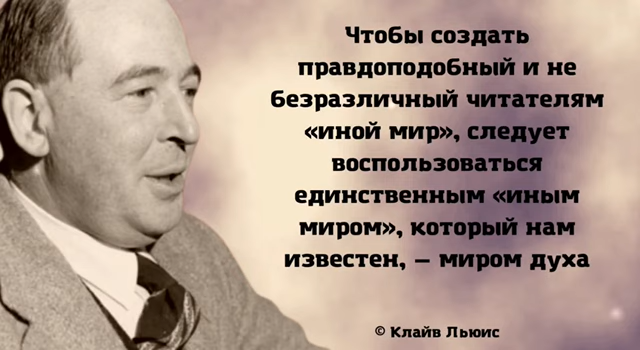 Чтобы создать
правдоподобный и не
безразличный читателям
«иной мир», следует
воспользоваться
единственным «иным
миром», который нам
известен, – миром духа
© Клайв Льюис